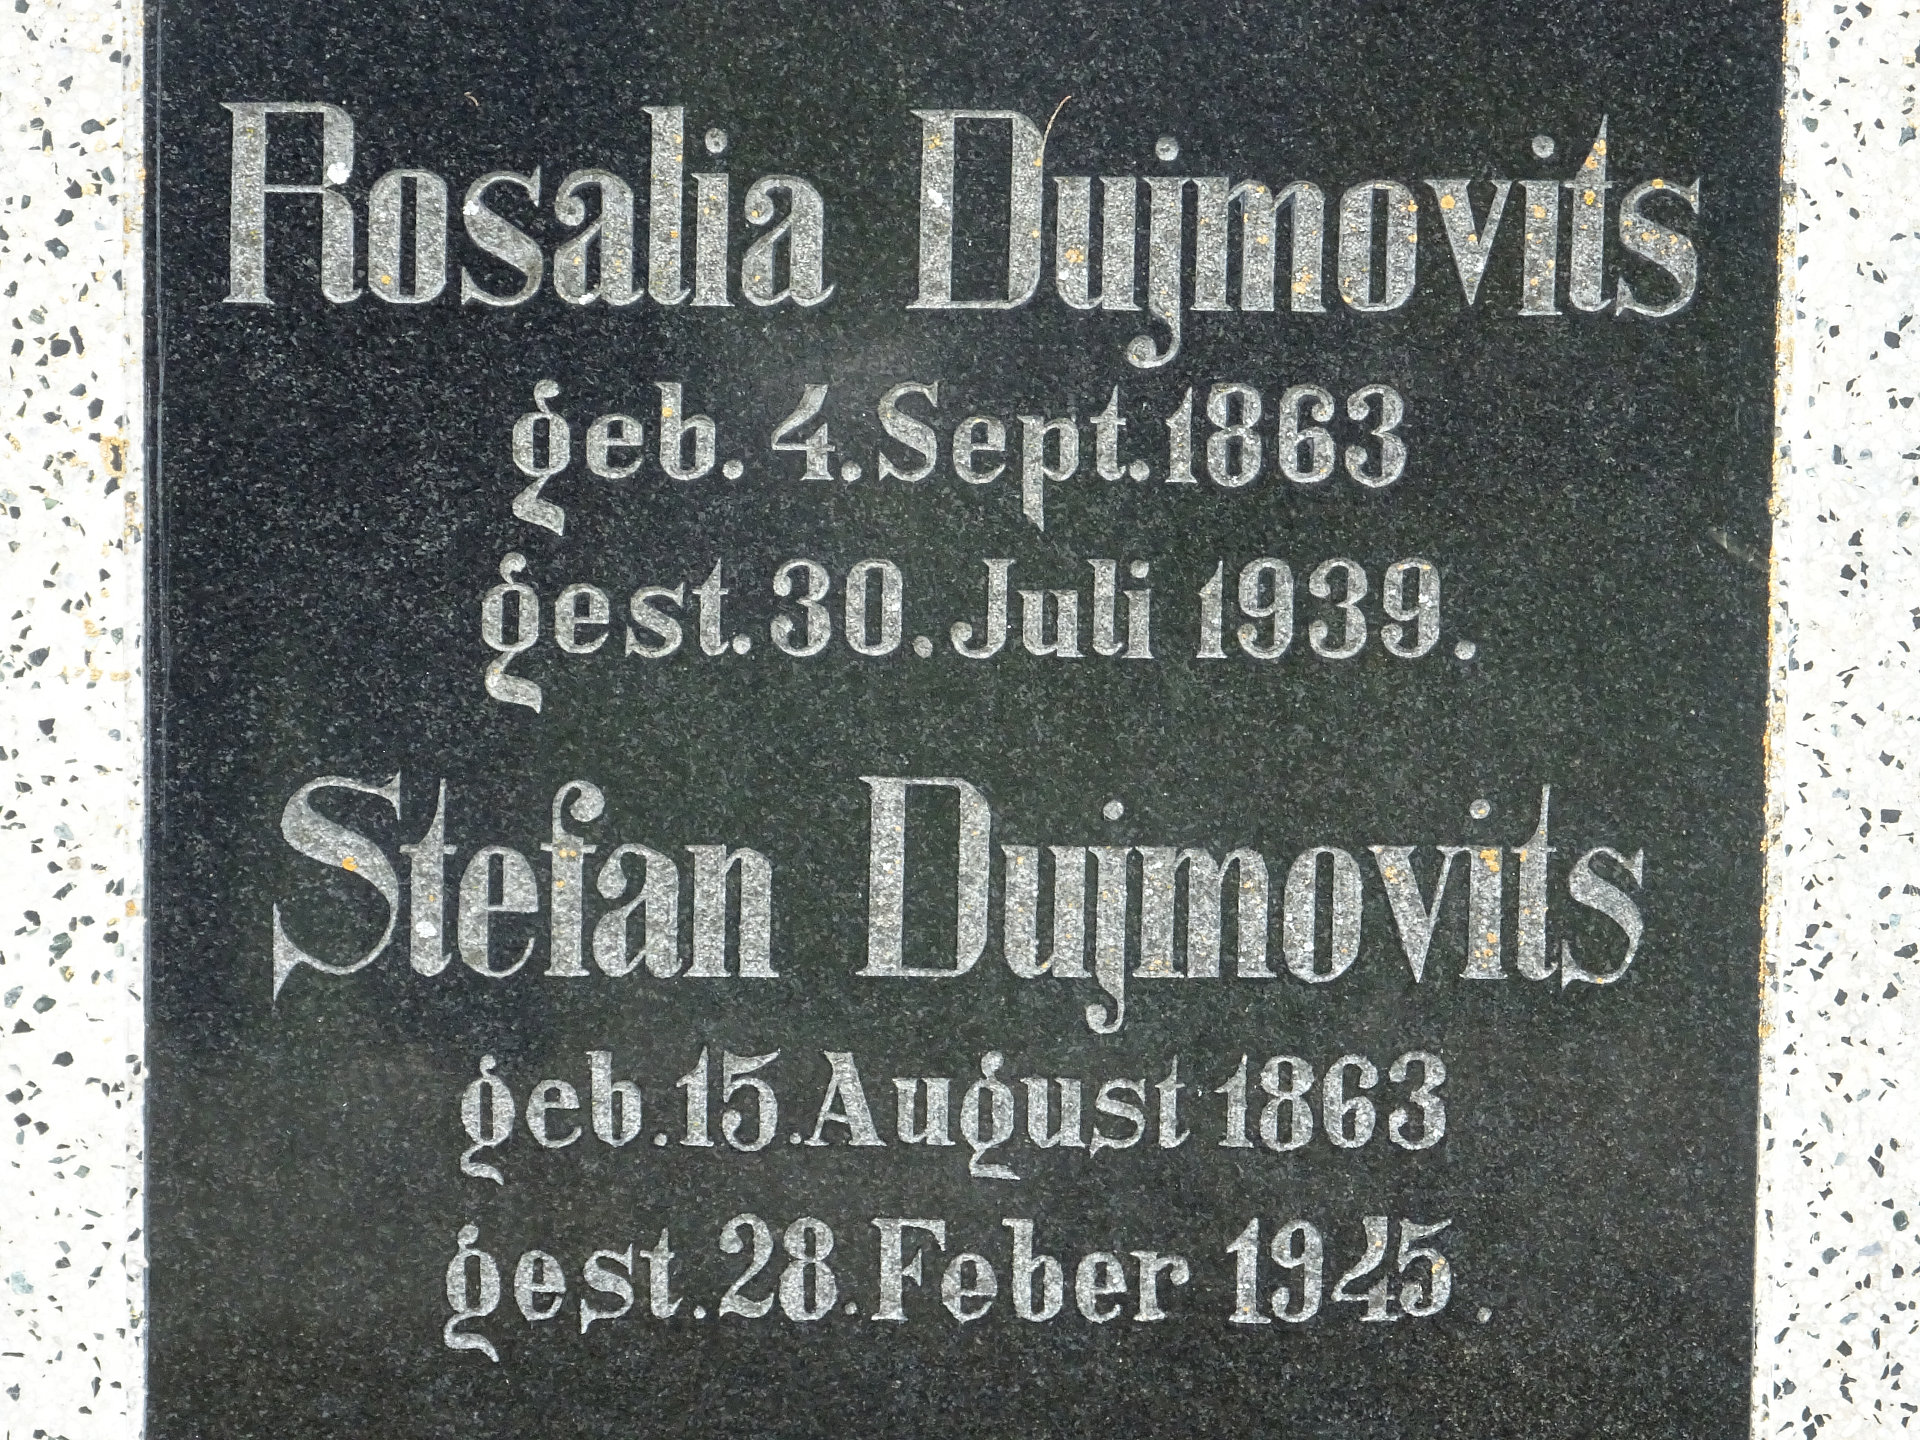 Rosalia Dujmovits
geb. 4. Sept. 1863
gest. 30. Juli 1939.
Stefan Dujmovits
geb. 15. August 1863
gest. 28. Feber 1945.